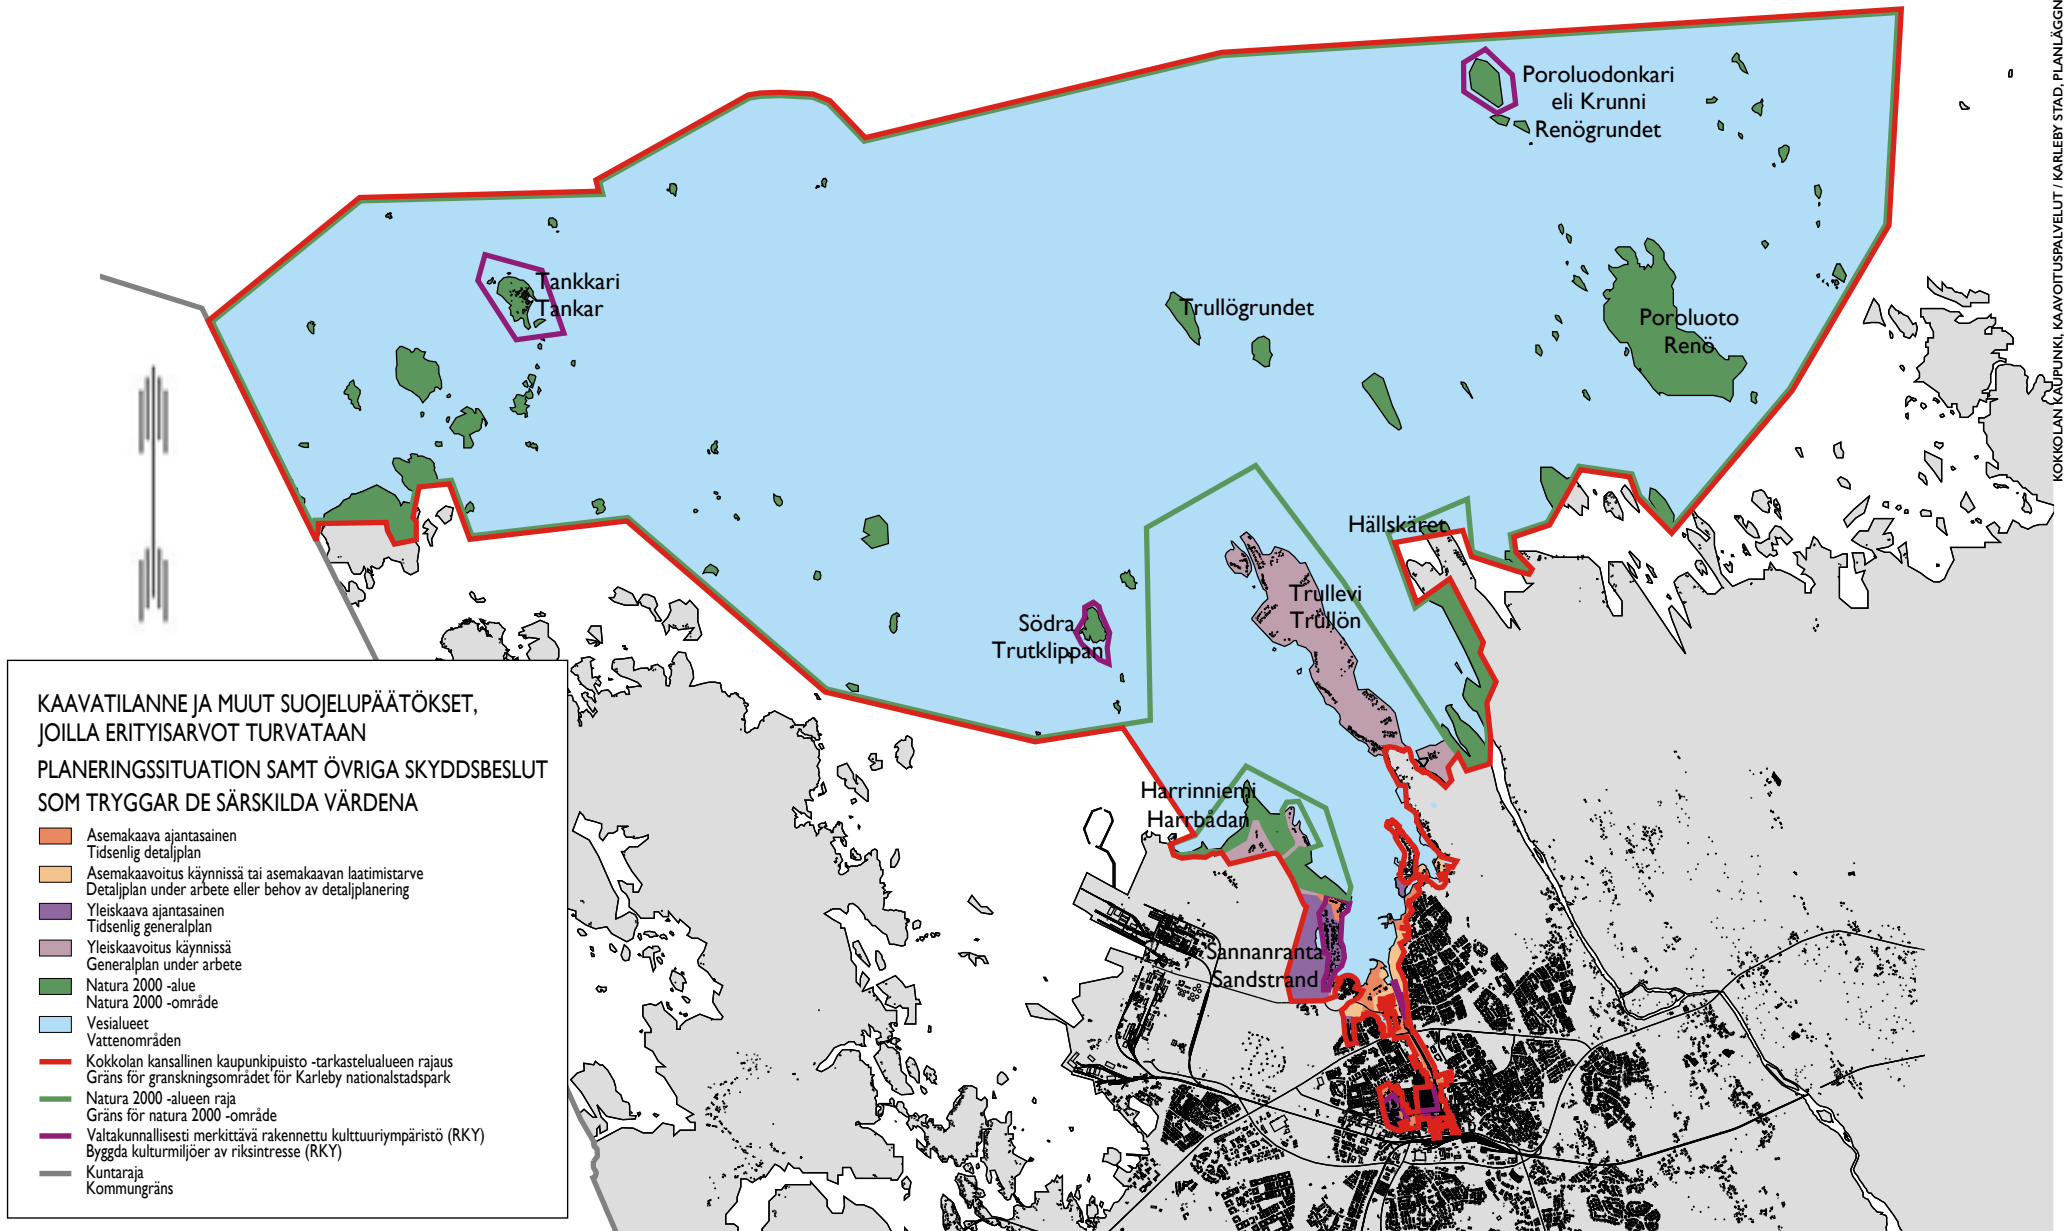 Poroluodonkari
eli Krunni
Renögrundet
Tankkari
Tankar
Trullögrundet
Poroluoto
Renö
Hällskäret
Trullevi
Trullön
Södra
Trutklippan
Harrinniemi
Harrbådan
Sannanranta
Sandstrand
KAAVATILANNE JA MUUT SUOJELUPÄÄTÖKSET,
JOILLA ERITYISARVOT TURVATAAN
PLANERINGSSITUATION SAMT ÖVRIGA SKYDDSBESLUT
SOM TRYGGAR DE SÄRSKILDA VÄRDENA
Asemakaava ajantasainen
Tidsenlig detaljplan
Asemakaavoitus käynnissä tai asemakaavan laatimistarve
Detaljplan under arbete eller behov av detaljplanering
Yleiskaava ajantasainen
Tidsenlig generalplan
Yleiskaavoitus käynnissä
Generalplan under arbete
Natura 2000 -alue
Natura 2000 -område
Vesialueet
Vattenområden
Kokkolan kansallinen kaupunkipuisto -tarkastelualueen rajaus
Gräns för granskningsområdet för Karleby nationalstadspark
Natura 2000 -alueen raja
Gräns för natura 2000 -område
Valtakunnallisesti merkittävä rakennettu kulttuuriympäristö (RKY)
Byggda kulturmiljöer av riksintresse (RKY)
Kuntaraja
Kommungräns
KOKKOLAN KAUPUNKI, KAAVOITUSPALVELUT / KARLEBY STAD, PLANLÄGGN